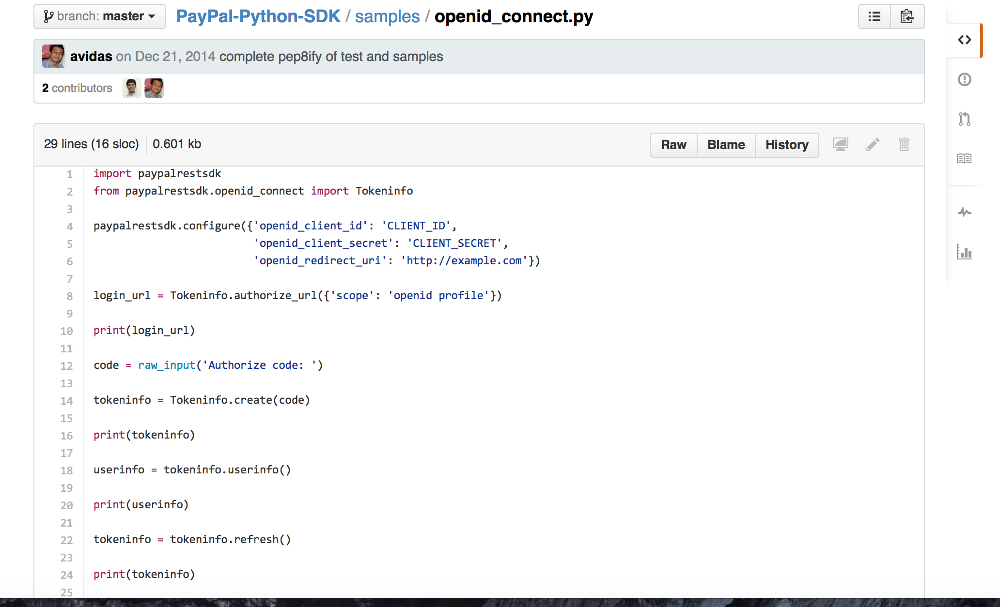 branch: master PayPal-Python-SDK / samples / openid_connect.py
avidas on Dec 21, 2014 complete pep8ify of test and samples
2 contributors
29 lines (16 sloc) 0.601 kb Raw Blame History
1 import paypalrestsdk
2 from paypalrestsdk.openid_connect import Tokeninfo
3
4 paypalrestsdk.configure({'openid_client_id': 'CLIENT_ID',
5 'openid_client_secret': 'CLIENT_SECRET',
6 'openid_redirect_uri': 'http://example.com'})
7
8 login_url = Tokeninfo.authorize_url({'scope': 'openid profile'})
9
10 print(login_url)
11
12 code = raw_input('Authorize code: ')
13
14 tokeninfo = Tokeninfo.create(code)
15
16 print(tokeninfo)
17
18 userinfo = tokeninfo.userinfo()
19
20 print(userinfo)
21
22 tokeninfo = tokeninfo.refresh()
23
24 print(tokeninfo)
25